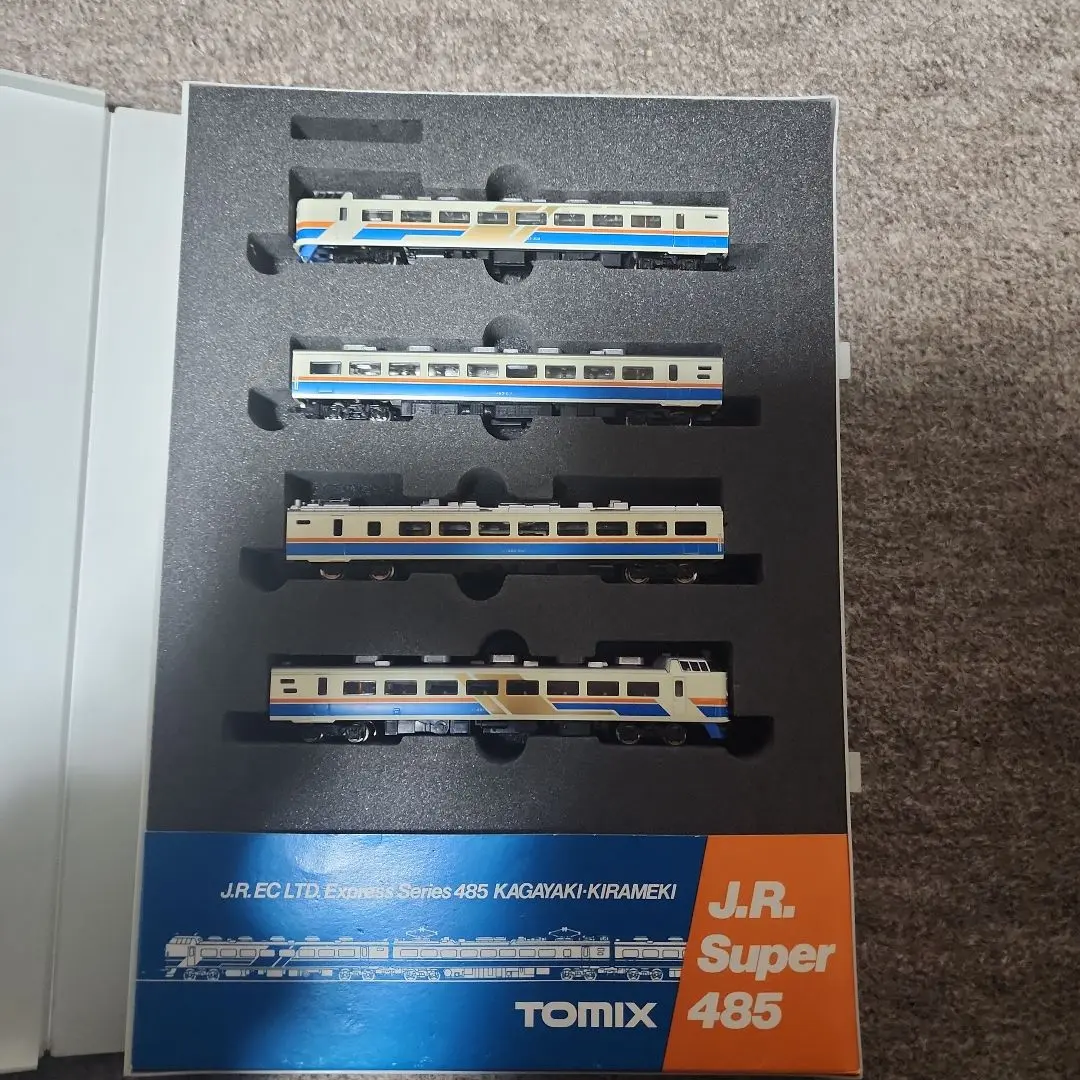 J.R. EC LTD. Express Series 485 KAGAYAKI·KIRAMEKI
TOMIX
J.R.
Super
485